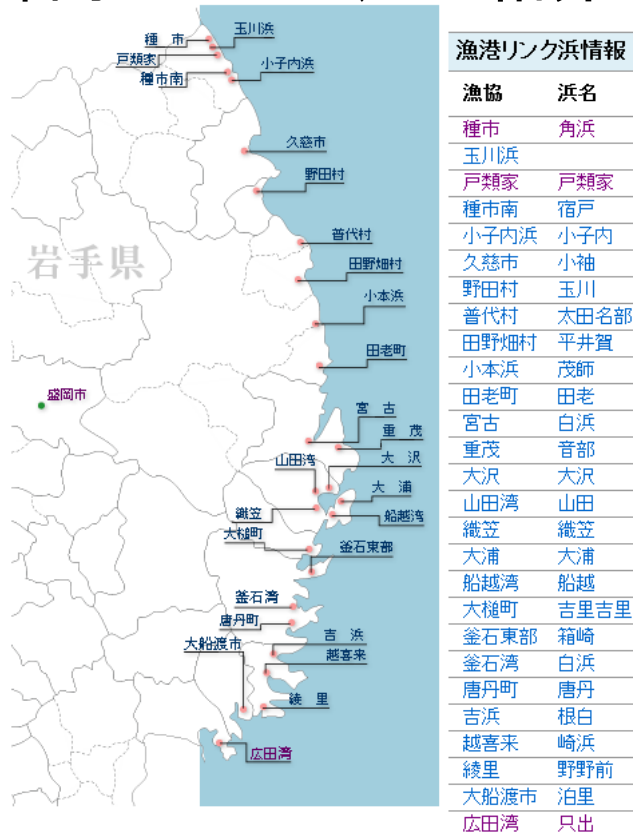 種 市
玉川浜
戸類家
小子内浜
種市南
久慈市
野田村
普代村
岩手県
田野畑村
小本浜
田老町
盛岡市
宮 古
重 茂
山田湾
大 沢
大 浦
織笠
船越湾
大槌町
釜石東部
釜石湾
唐丹町
吉 浜
大船渡市
越喜来
綾 里
広田湾
漁港リンク浜情報
漁協 浜名
種市 角浜
玉川浜
戸類家 戸類家
種市南 宿戸
小子内浜 小子内
久慈市 小袖
野田村 玉川
普代村 太田名部
田野畑村 平井賀
小本浜 茂師
田老町 田老
宮古 白浜
重茂 音部
大沢 大沢
山田湾 山田
織笠 織笠
大浦 大浦
船越湾 船越
大槌町 吉里吉里
釜石東部 箱崎
釜石湾 白浜
唐丹町 唐丹
吉浜 根白
越喜来 崎浜
綾里 野野前
大船渡市 泊里
広田湾 只出